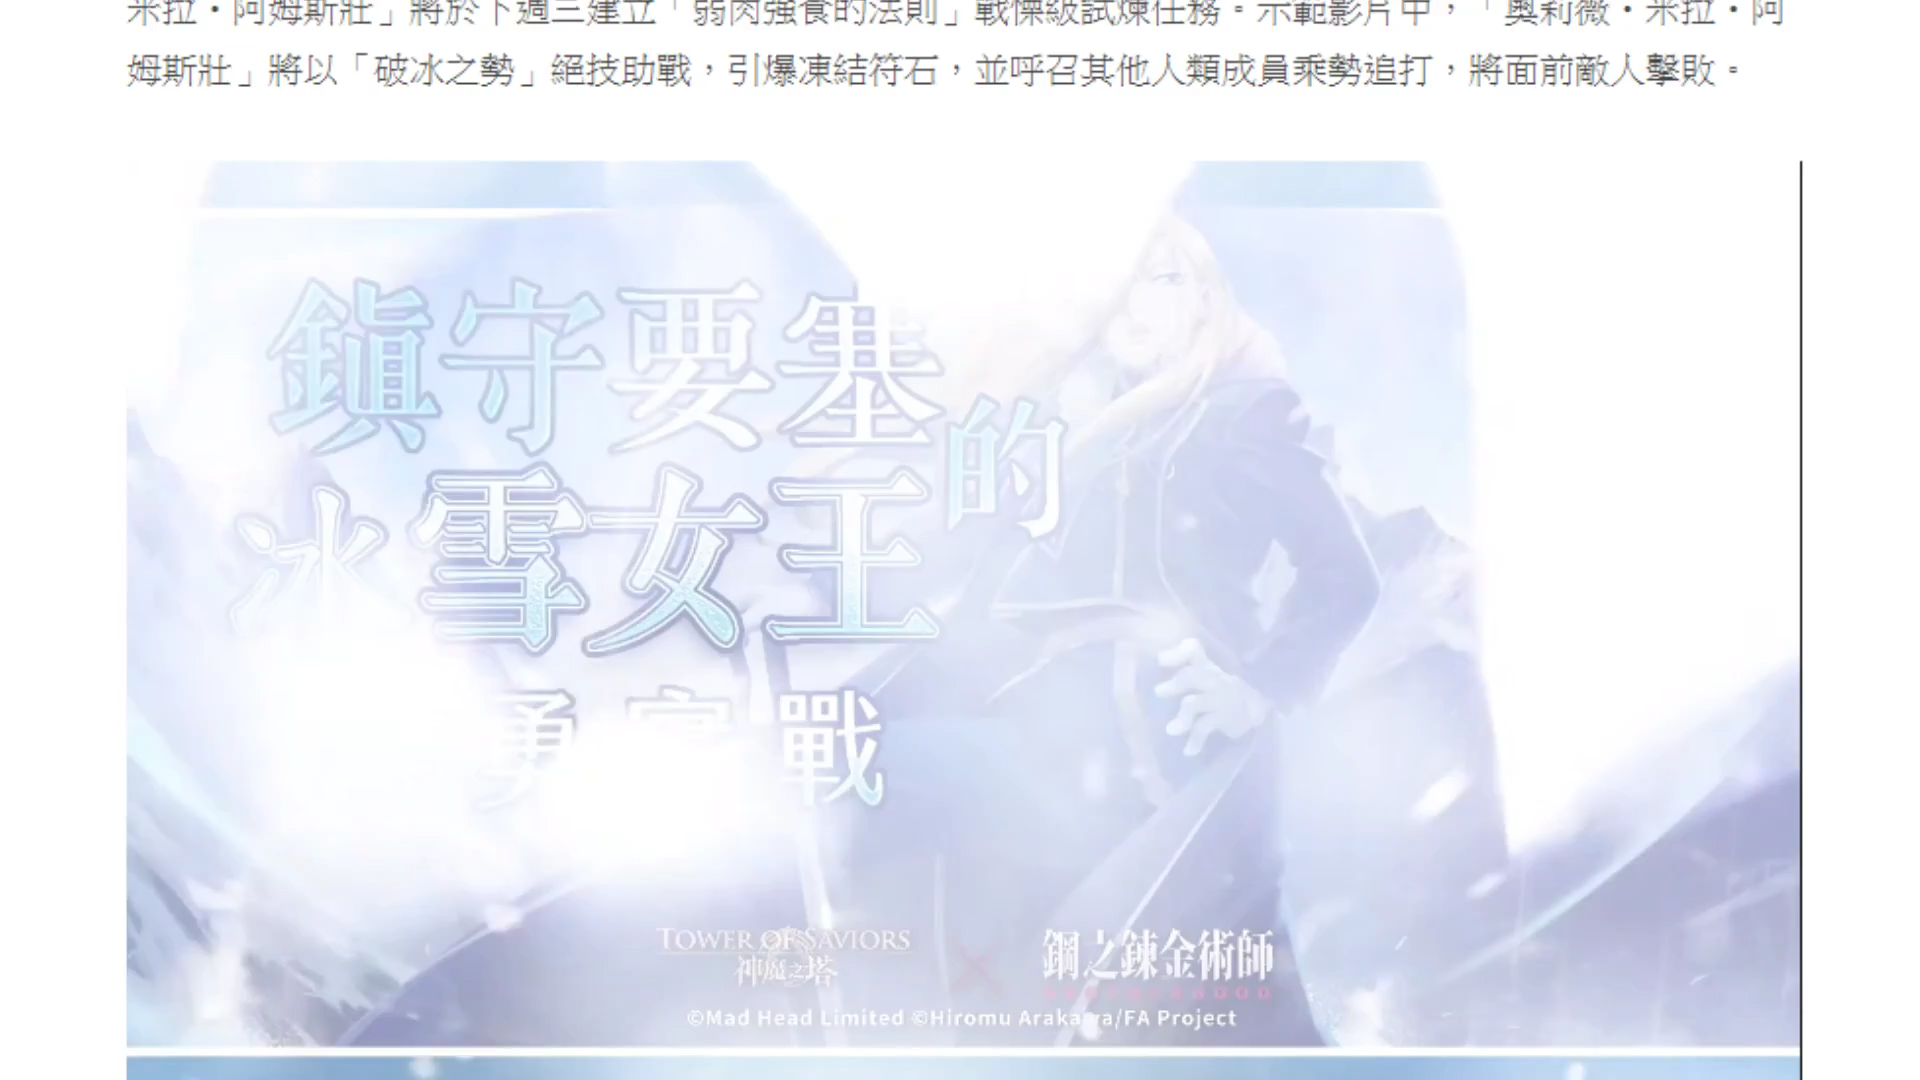 米拉・阿姆斯壯」將於下週三建立「弱肉強食的法則」戰慄級試煉任務。示範影片中，「奧莉薇・米拉・阿
姆斯壯」將以「破冰之勢」絕技助戰，引爆凍結符石，並呼召其他人類成員乘勢追打，將面前敵人擊敗。
鎮守要塞的
冰雪女王
勇 實戰
TOWER OF SAVIORS
神魔之塔
×
鋼之鍊金術師
©Mad Head Limited ©Hiromu Arakawa/FA Project